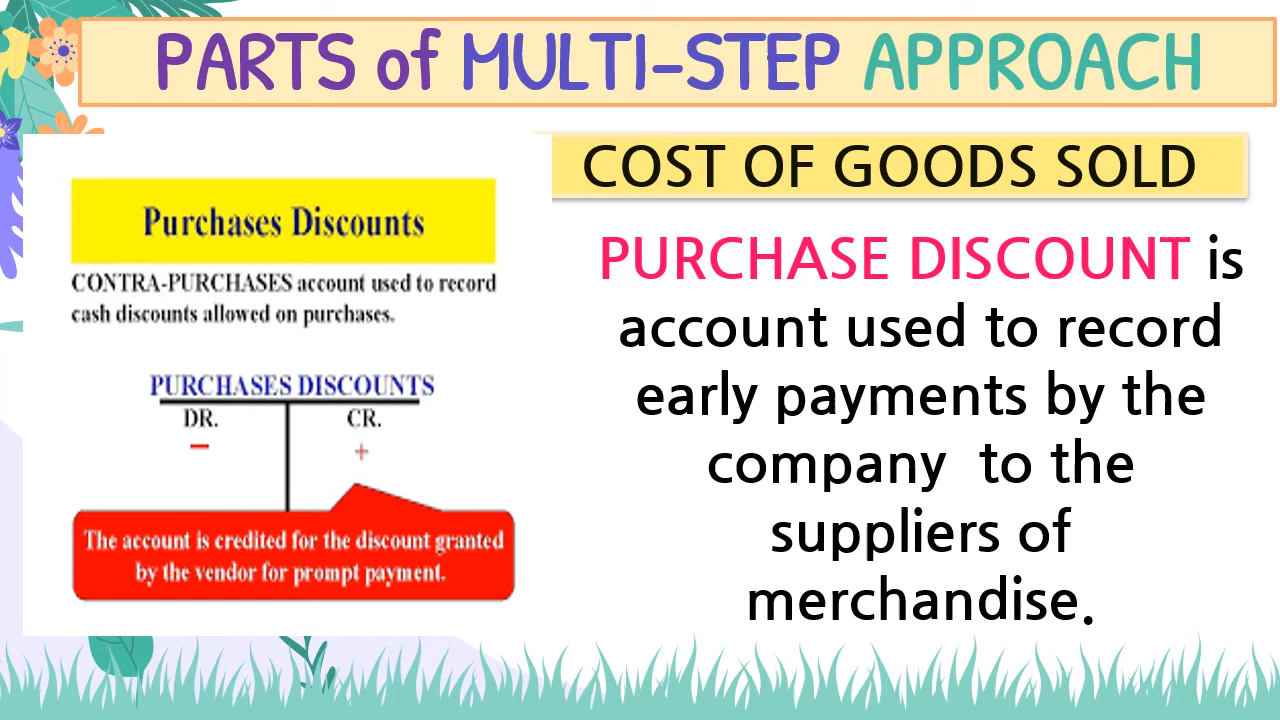 PARTS of MULTI-STEP APPROACH
Purchases Discounts
CONTRA-PURCHASES account used to record
cash discounts allowed on purchases.
PURCHASES DISCOUNTS
DR. CR.
− +
The account is credited for the discount granted
by the vendor for prompt payment.
COST OF GOODS SOLD
PURCHASE DISCOUNT is
account used to record
early payments by the
company to the
suppliers of
merchandise.